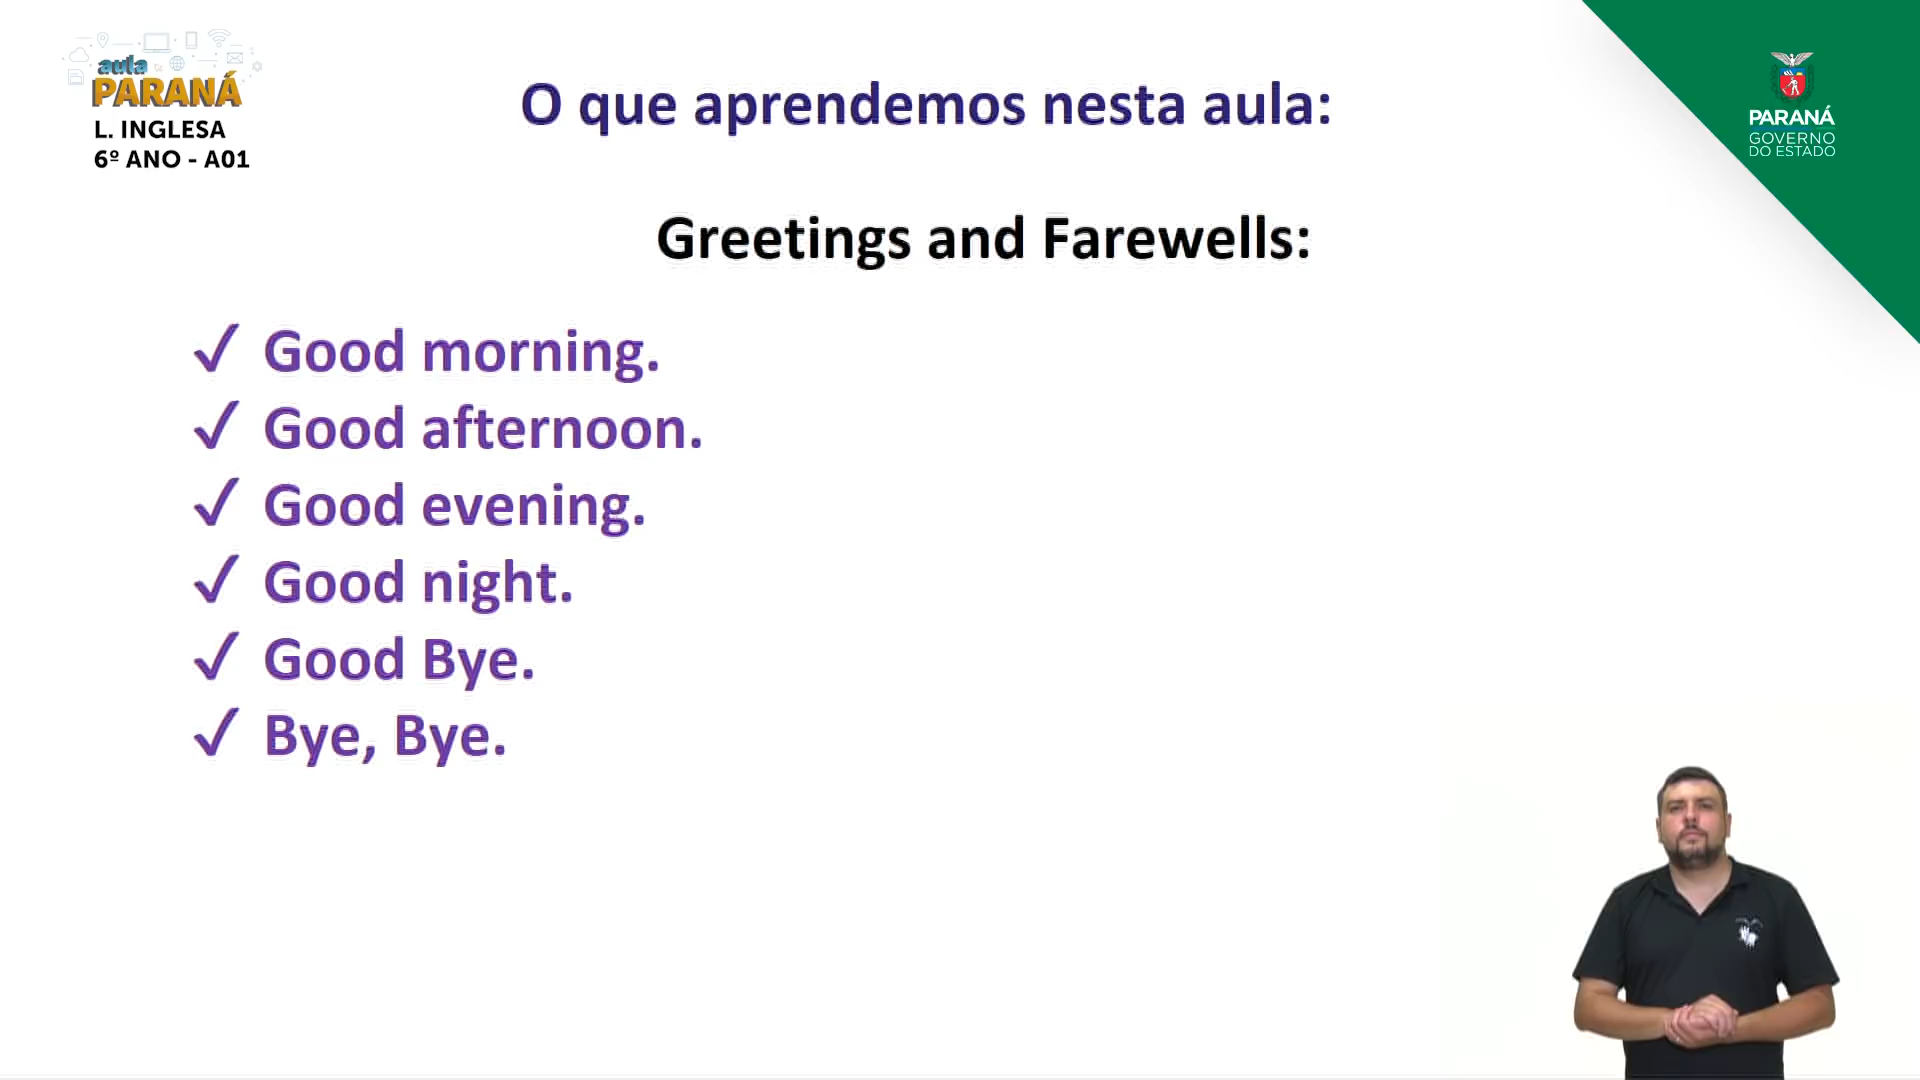 aula
PARANÁ
L. INGLESA
6º ANO - A01
O que aprendemos nesta aula:
PARANÁ
GOVERNO
DO ESTADO
Greetings and Farewells:
✓ Good morning.
✓ Good afternoon.
✓ Good evening.
✓ Good night.
✓ Good Bye.
✓ Bye, Bye.